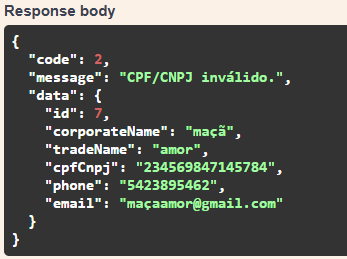 Response body
{
"code": 2,
"message": "CPF/CNPJ inválido.",
"data": {
"id": 7,
"corporateName": "maçã",
"tradeName": "amor",
"cpfCnpj": "234569847145784",
"phone": "5423895462",
"email": "maçaamor@gmail.com"
}
}